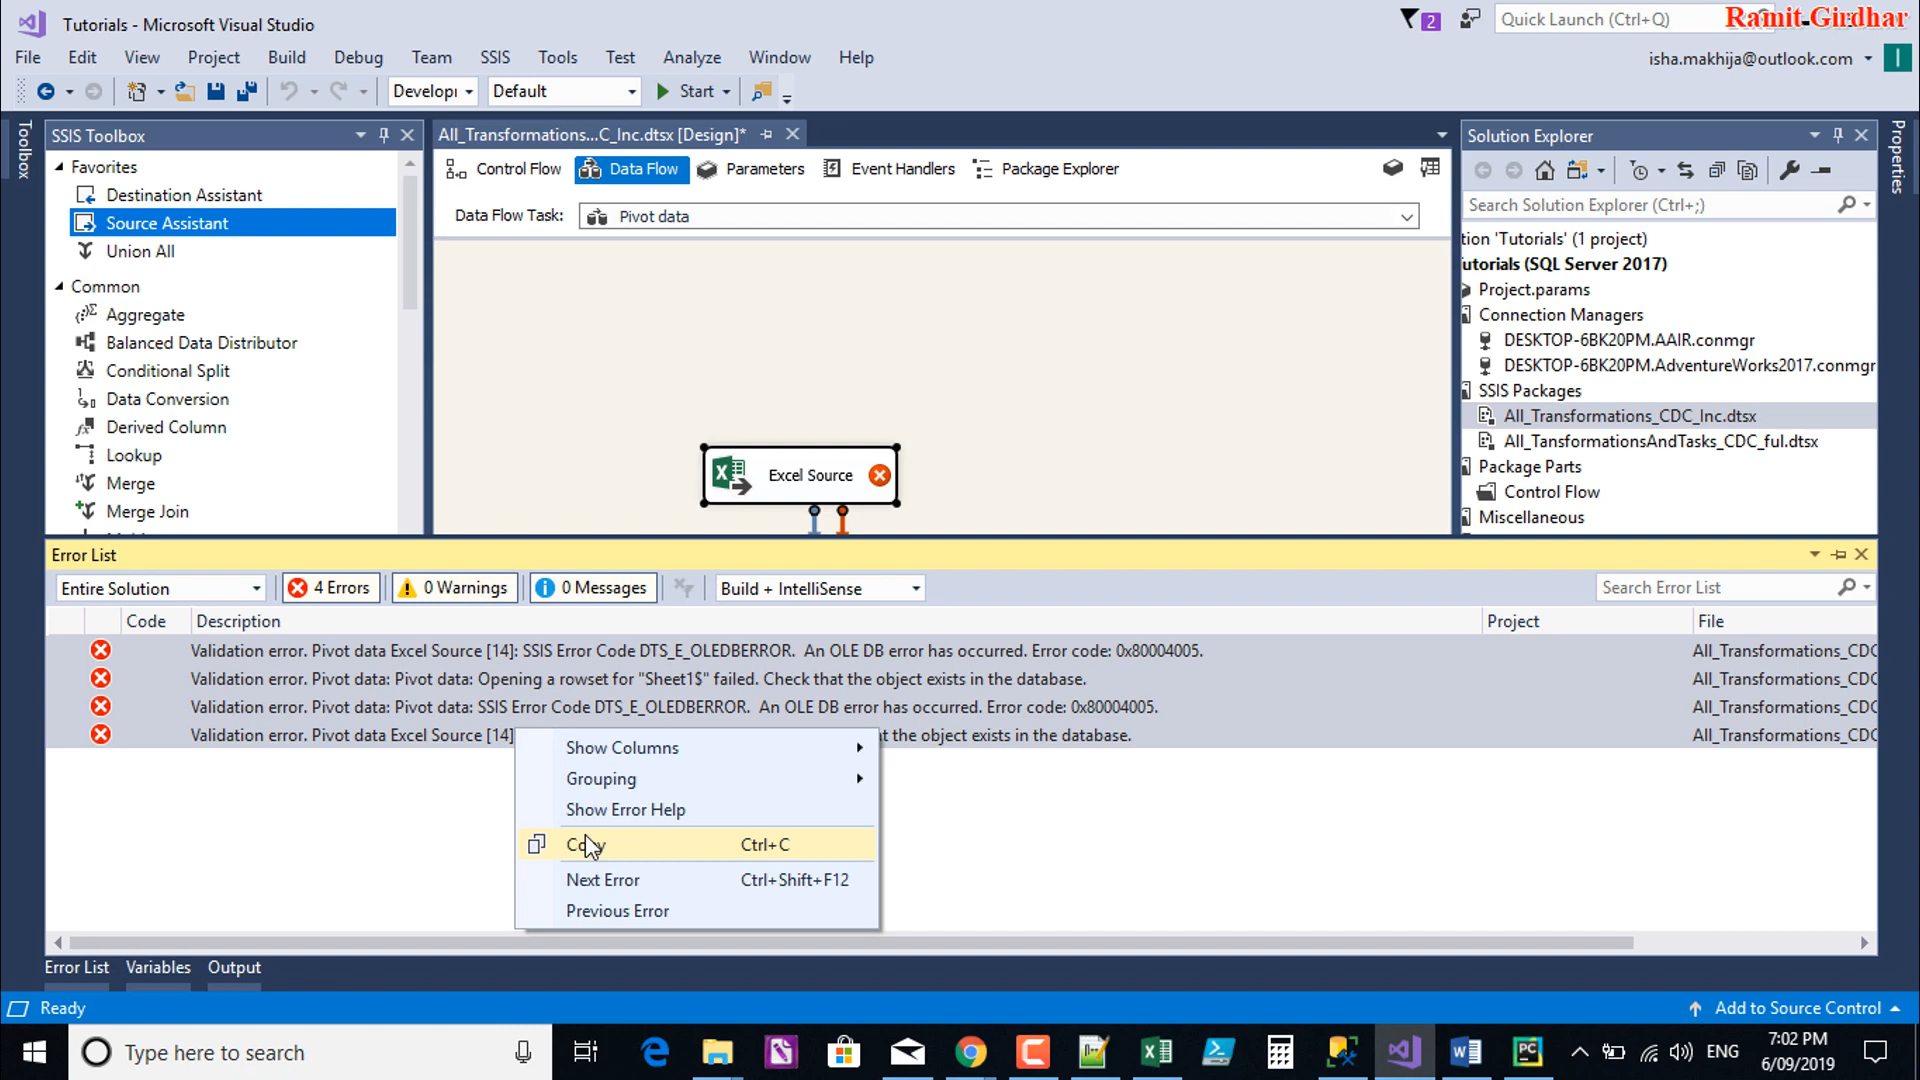 Tutorials - Microsoft Visual Studio
2
Quick Launch (Ctrl+Q)
Ramit-Girdhar
File Edit View Project Build Debug Team SSIS Tools Test Analyze Window Help
isha.makhija@outlook.com
I
Default
Start
Toolbox
SSIS Toolbox
Favorites
Destination Assistant
Source Assistant
Union All
Common
Aggregate
Balanced Data Distributor
Conditional Split
Data Conversion
Derived Column
Lookup
Merge
Merge Join
All_Transformations...C_Inc.dtsx [Design]*
Control Flow
Data Flow
Parameters
Event Handlers
Package Explorer
Data Flow Task:
Pivot data
Excel Source
Solution Explorer
Search Solution Explorer (Ctrl+;)
tion 'Tutorials' (1 project)
utorials (SQL Server 2017)
Project.params
Connection Managers
DESKTOP-6BK20PM.AAIR.conmgr
DESKTOP-6BK20PM.AdventureWorks2017.conmgr
SSIS Packages
All_Transformations_CDC_Inc.dtsx
All_TansformationsAndTasks_CDC_ful.dtsx
Package Parts
Control Flow
Miscellaneous
Properties
Error List
Entire Solution
4 Errors
0 Warnings
0 Messages
Build + IntelliSense
Search Error List
Code
Description
Project
File
Validation error. Pivot data Excel Source [14]: SSIS Error Code DTS_E_OLEDBERROR. An OLE DB error has occurred. Error code: 0x80004005.
All_Transformations_CDC
Validation error. Pivot data: Pivot data: Opening a rowset for "Sheet1$" failed. Check that the object exists in the database.
All_Transformations_CDC
Validation error. Pivot data: Pivot data: SSIS Error Code DTS_E_OLEDBERROR. An OLE DB error has occurred. Error code: 0x80004005.
All_Transformations_CDC
Validation error. Pivot data Excel Source [14]
t the object exists in the database.
All_Transformations_CDC
Show Columns
Grouping
Show Error Help
Copy Ctrl+C
Next Error Ctrl+Shift+F12
Previous Error
Error List
Variables
Output
Ready
Add to Source Control
Type here to search
ENG
7:02 PM
6/09/2019